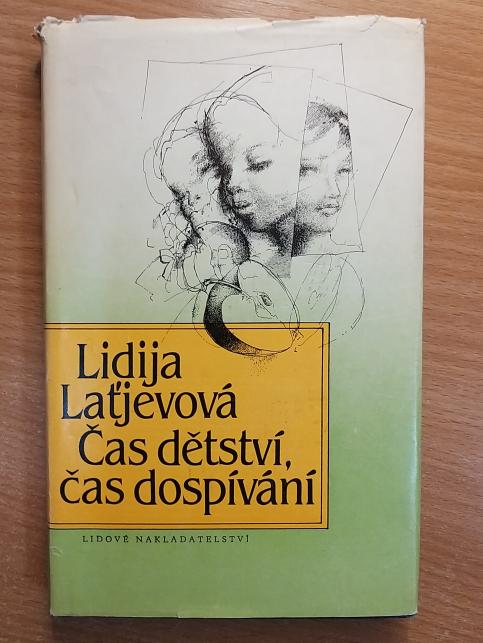 Lidija
Laťjevová
Čas dětství,
čas dospívání
LIDOVÉ NAKLADATELSTVÍ